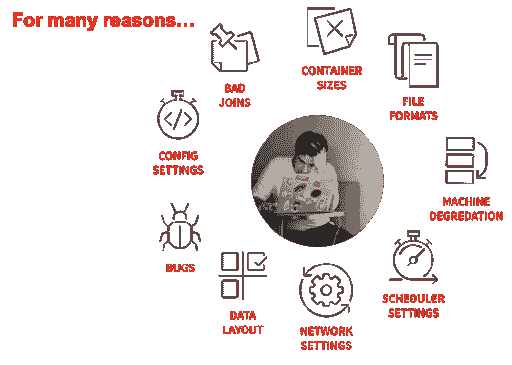 For many reasons...
BAD
JOINS
CONTAINER
SIZES
FILE
FORMATS
CONFIG
SETTINGS
MACHINE
DEGREDATION
BUGS
SCHEDULER
SETTINGS
DATA
LAYOUT
NETWORK
SETTINGS